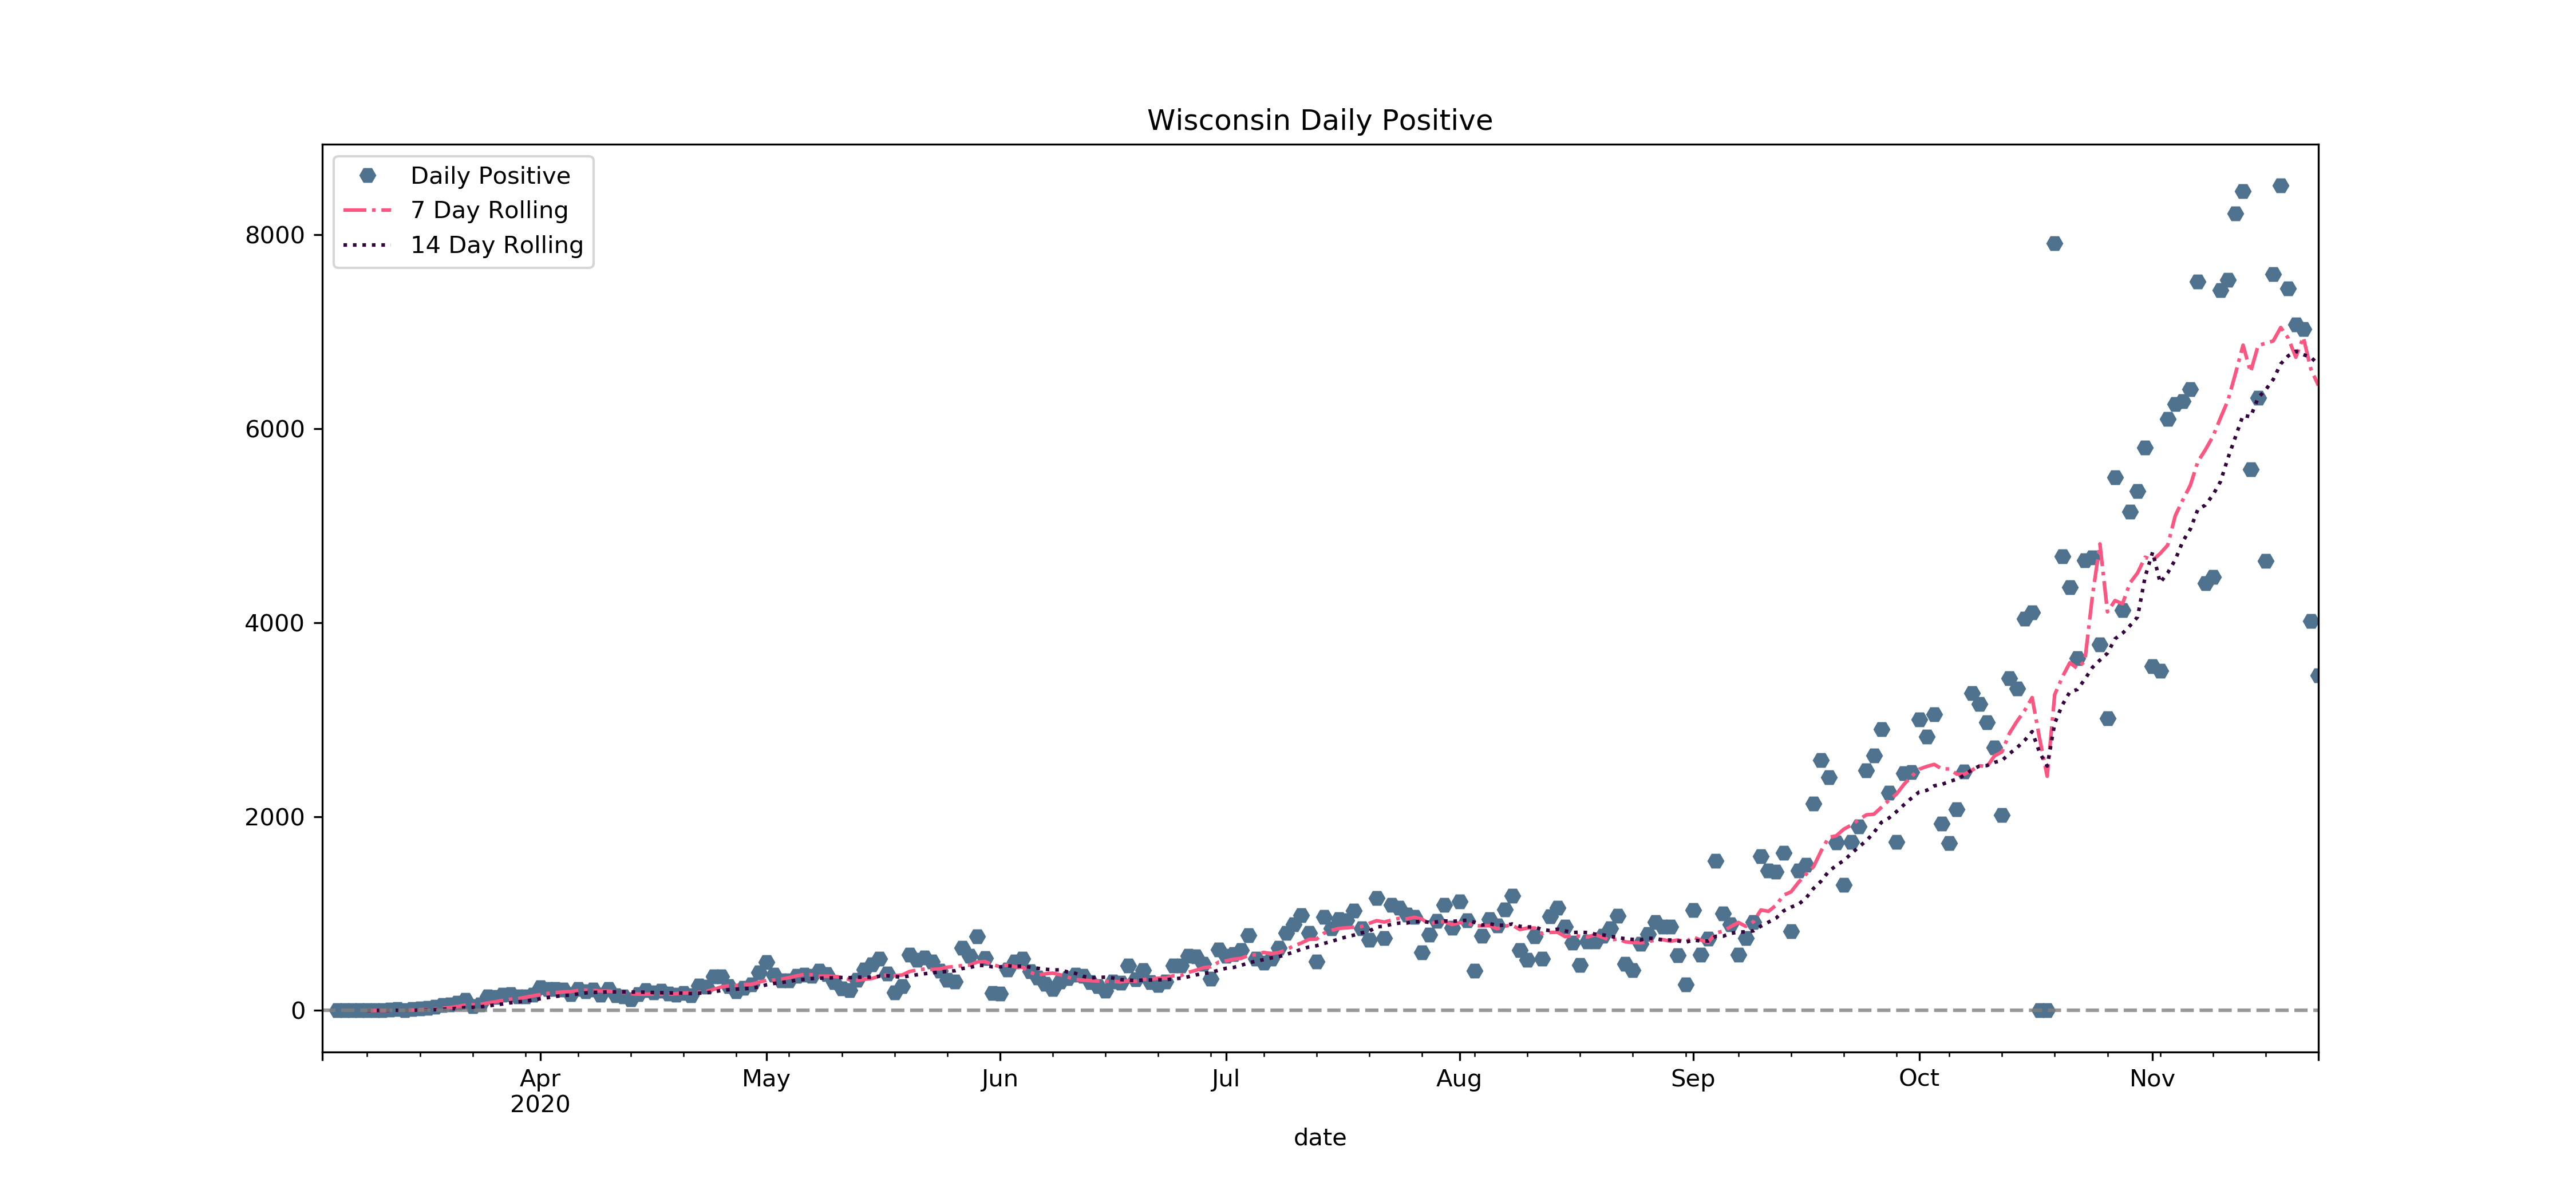 Wisconsin Daily Positive
Daily Positive
7 Day Rolling
14 Day Rolling
8000
6000
4000
2000
0
Apr May Jun Jul Aug Sep Oct Nov
2020
date